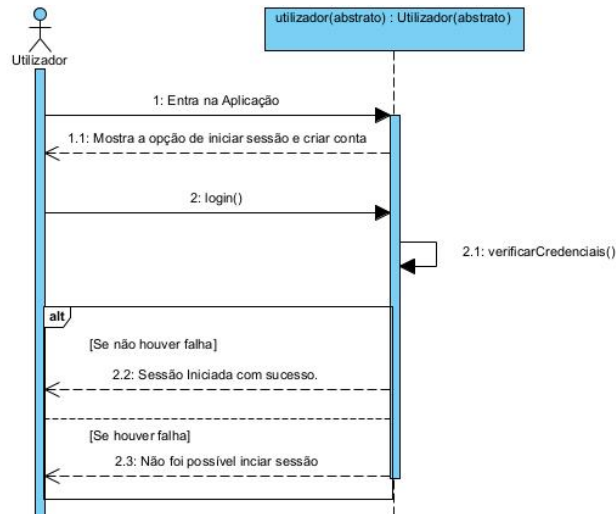 utilizador(abstrato) : Utilizador(abstrato)
Utilizador
1: Entra na Aplicação
1.1: Mostra a opção de iniciar sessão e criar conta
2: login()
2.1: verificarCredenciais()
alt
[Se não houver falha]
2.2: Sessão Iniciada com sucesso.
[Se houver falha]
2.3: Não foi possível inciar sessão